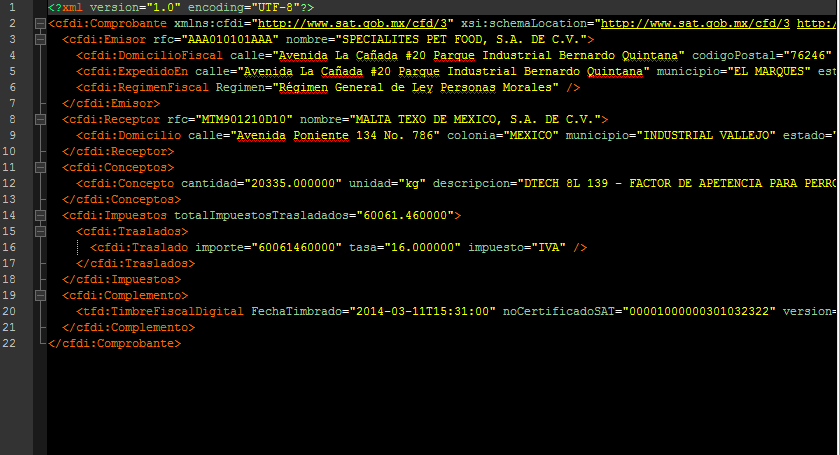 1 <?xml version="1.0" encoding="UTF-8"?>
2 <cfdi:Comprobante xmlns:cfdi="http://www.sat.gob.mx/cfd/3" xsi:schemaLocation="http://www.sat.gob.mx/cfd/3 http:/
3 <cfdi:Emisor rfc="AAA010101AAA" nombre="SPECIALITES PET FOOD, S.A. DE C.V.">
4 <cfdi:DomicilioFiscal calle="Avenida La Cañada #20 Parque Industrial Bernardo Quintana" codigoPostal="76246"
5 <cfdi:ExpedidoEn calle="Avenida La Cañada #20 Parque Industrial Bernardo Quintana" municipio="EL MARQUES" est
6 <cfdi:RegimenFiscal Regimen="Régimen General de Ley Personas Morales" />
7 </cfdi:Emisor>
8 <cfdi:Receptor rfc="MTM901210D10" nombre="MALTA TEXO DE MEXICO, S.A. DE C.V.">
9 <cfdi:Domicilio calle="Avenida Poniente 134 No. 786" colonia="MEXICO" municipio="INDUSTRIAL VALLEJO" estado="
10 </cfdi:Receptor>
11 <cfdi:Conceptos>
12 <cfdi:Concepto cantidad="20335.000000" unidad="kg" descripcion="DTECH 8L 139 - FACTOR DE APETENCIA PARA PERRO
13 </cfdi:Conceptos>
14 <cfdi:Impuestos totalImpuestosTrasladados="60061.460000">
15 <cfdi:Traslados>
16 <cfdi:Traslado importe="60061460000" tasa="16.000000" impuesto="IVA" />
17 </cfdi:Traslados>
18 </cfdi:Impuestos>
19 <cfdi:Complemento>
20 <tfd:TimbreFiscalDigital FechaTimbrado="2014-03-11T15:31:00" noCertificadoSAT="00001000000301032322" version=
21 </cfdi:Complemento>
22 </cfdi:Comprobante>